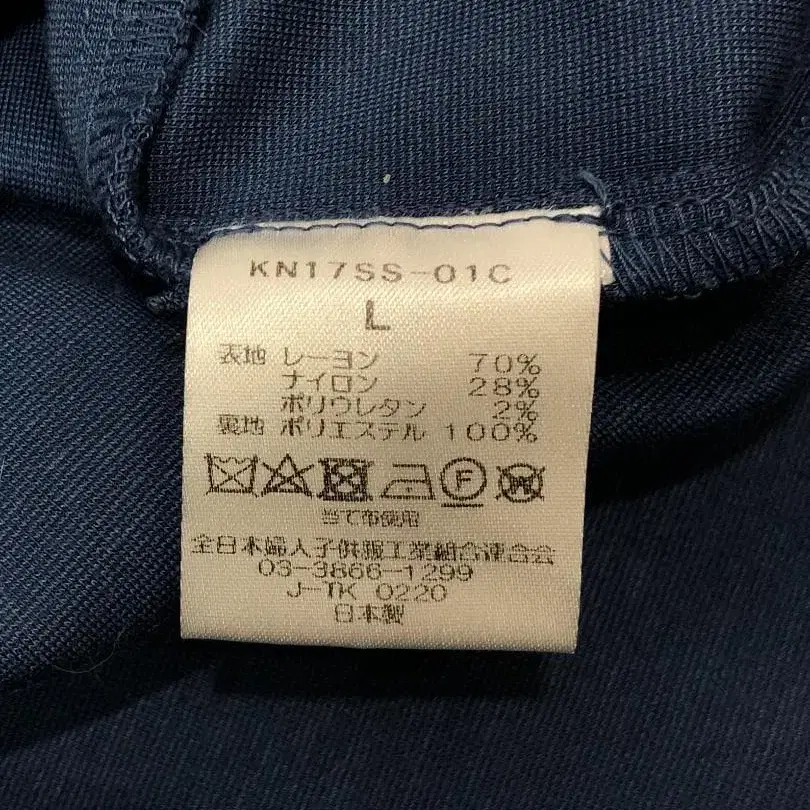 KN17SS-01C
L
表地 レーヨン 70%
ナイロン 28%
ポリウレタン 2%
裏地 ポリエステル 100%
F W
当て布使用
全日本婦人子供服工業組合連合会
03-3866-1299
J-TK 0220
日本製